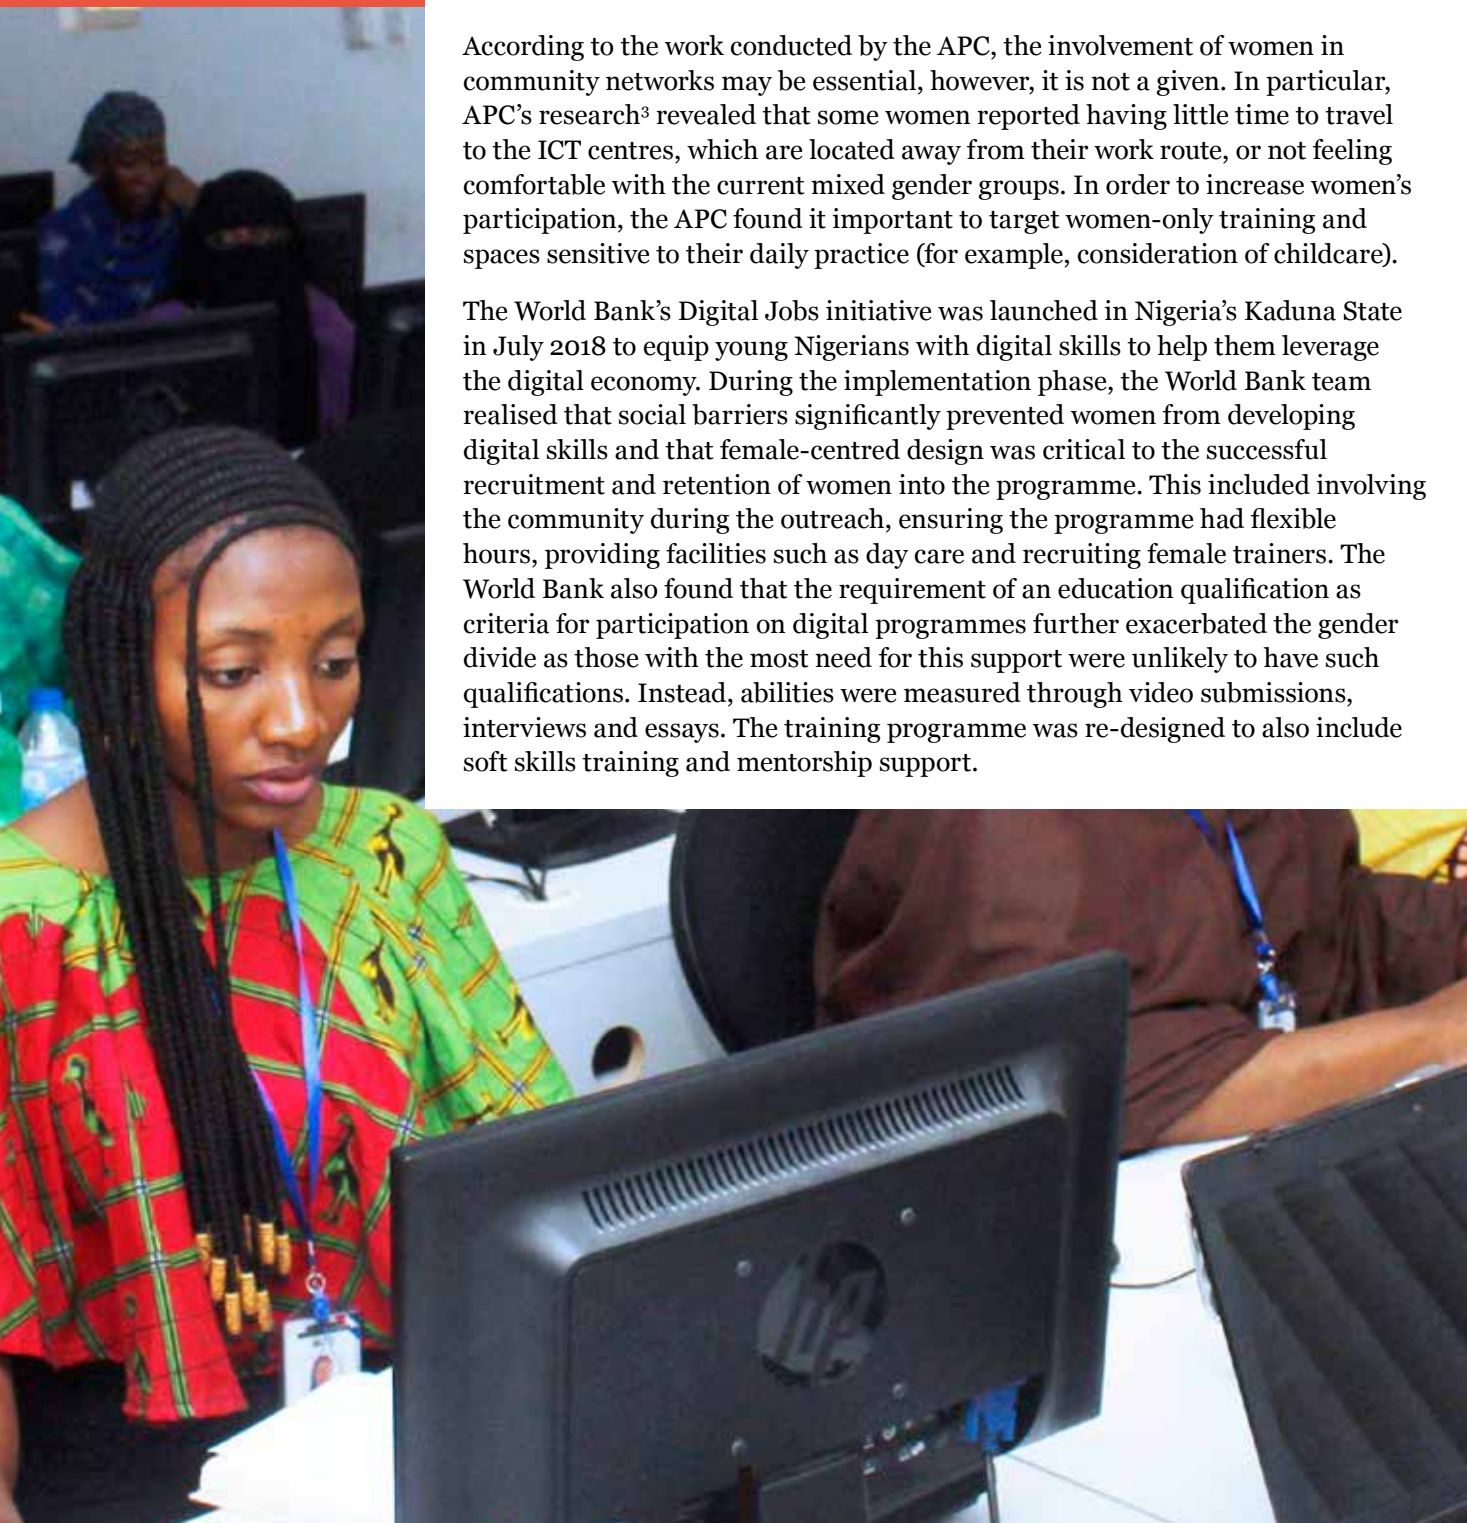 According to the work conducted by the APC, the involvement of women in
community networks may be essential, however, it is not a given. In particular,
APC’s research³ revealed that some women reported having little time to travel
to the ICT centres, which are located away from their work route, or not feeling
comfortable with the current mixed gender groups. In order to increase women’s
participation, the APC found it important to target women-only training and
spaces sensitive to their daily practice (for example, consideration of childcare).
The World Bank’s Digital Jobs initiative was launched in Nigeria’s Kaduna State
in July 2018 to equip young Nigerians with digital skills to help them leverage
the digital economy. During the implementation phase, the World Bank team
realised that social barriers significantly prevented women from developing
digital skills and that female-centred design was critical to the successful
recruitment and retention of women into the programme. This included involving
the community during the outreach, ensuring the programme had flexible
hours, providing facilities such as day care and recruiting female trainers. The
World Bank also found that the requirement of an education qualification as
criteria for participation on digital programmes further exacerbated the gender
divide as those with the most need for this support were unlikely to have such
qualifications. Instead, abilities were measured through video submissions,
interviews and essays. The training programme was re-designed to also include
soft skills training and mentorship support.
hp